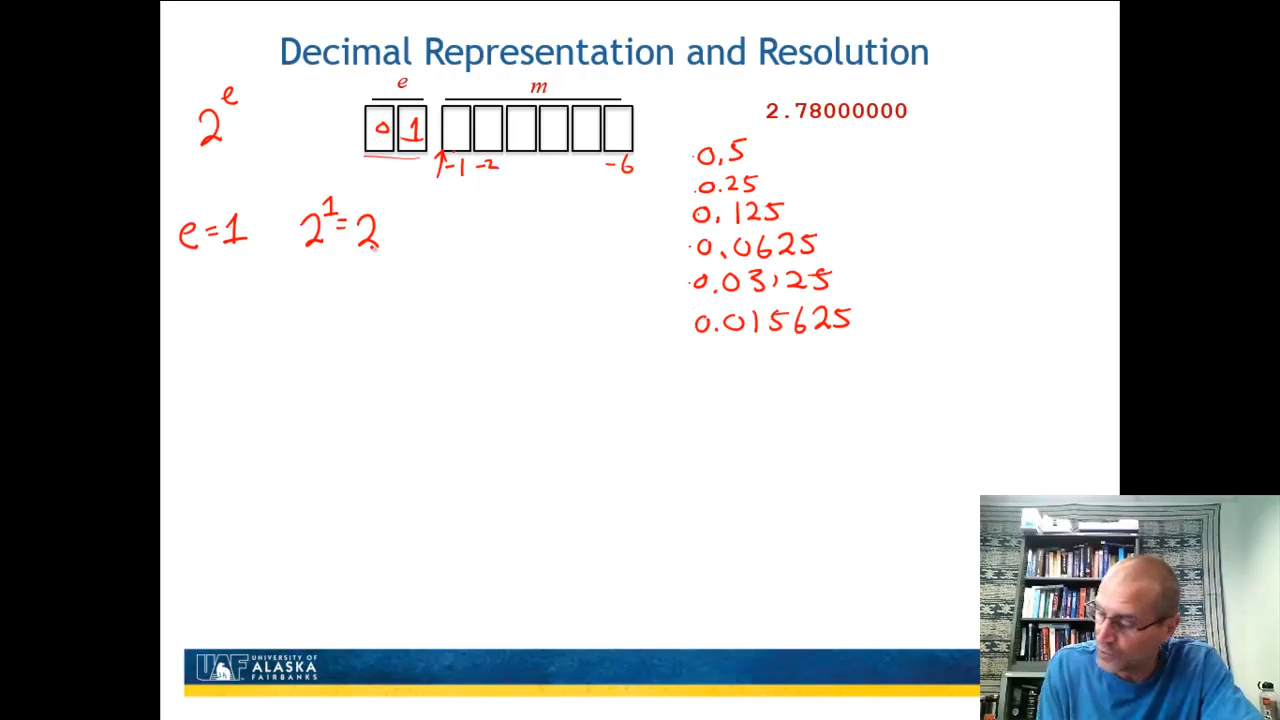 Decimal Representation and Resolution
2^e
e
m
0 1
-1 -2 -6
2.78000000
0.5
0.25
0.125
0.0625
0.03125
0.015625
e=1 2^1=2
UAF UNIVERSITY OF
ALASKA
FAIRBANKS